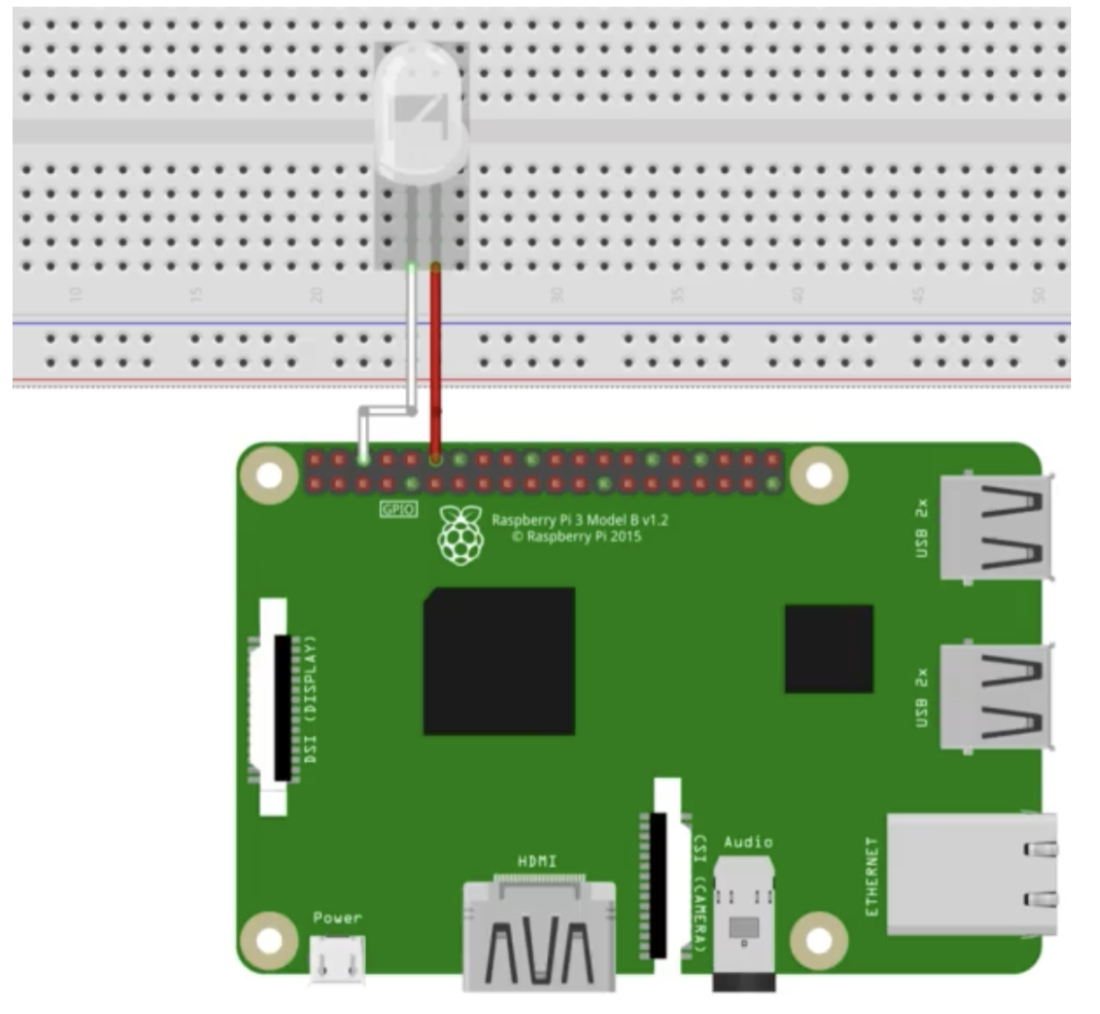 10
15
20
30
35
40
45
50
GPIO
Raspberry Pi 3 Model B v1.2
© Raspberry Pi 2015
USB 2x
USB 2x
DSI (DISPLAY)
HDMI
CSI (CAMERA)
Audio
ETHERNET
Power